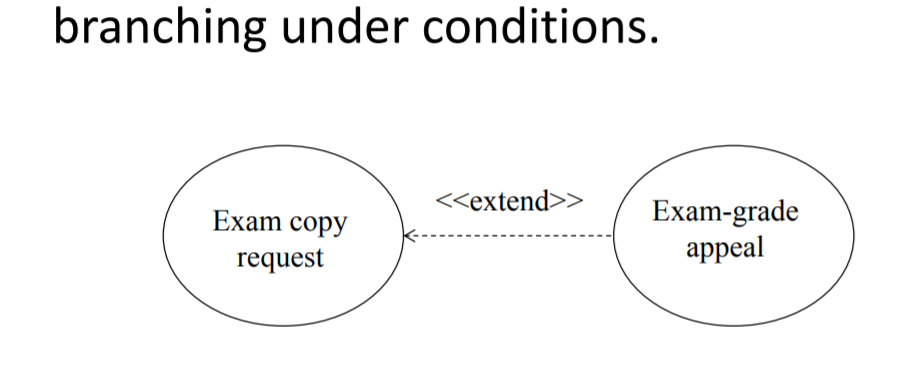 branching under conditions.
<<extend>>
Exam copy
request
Exam-grade
appeal